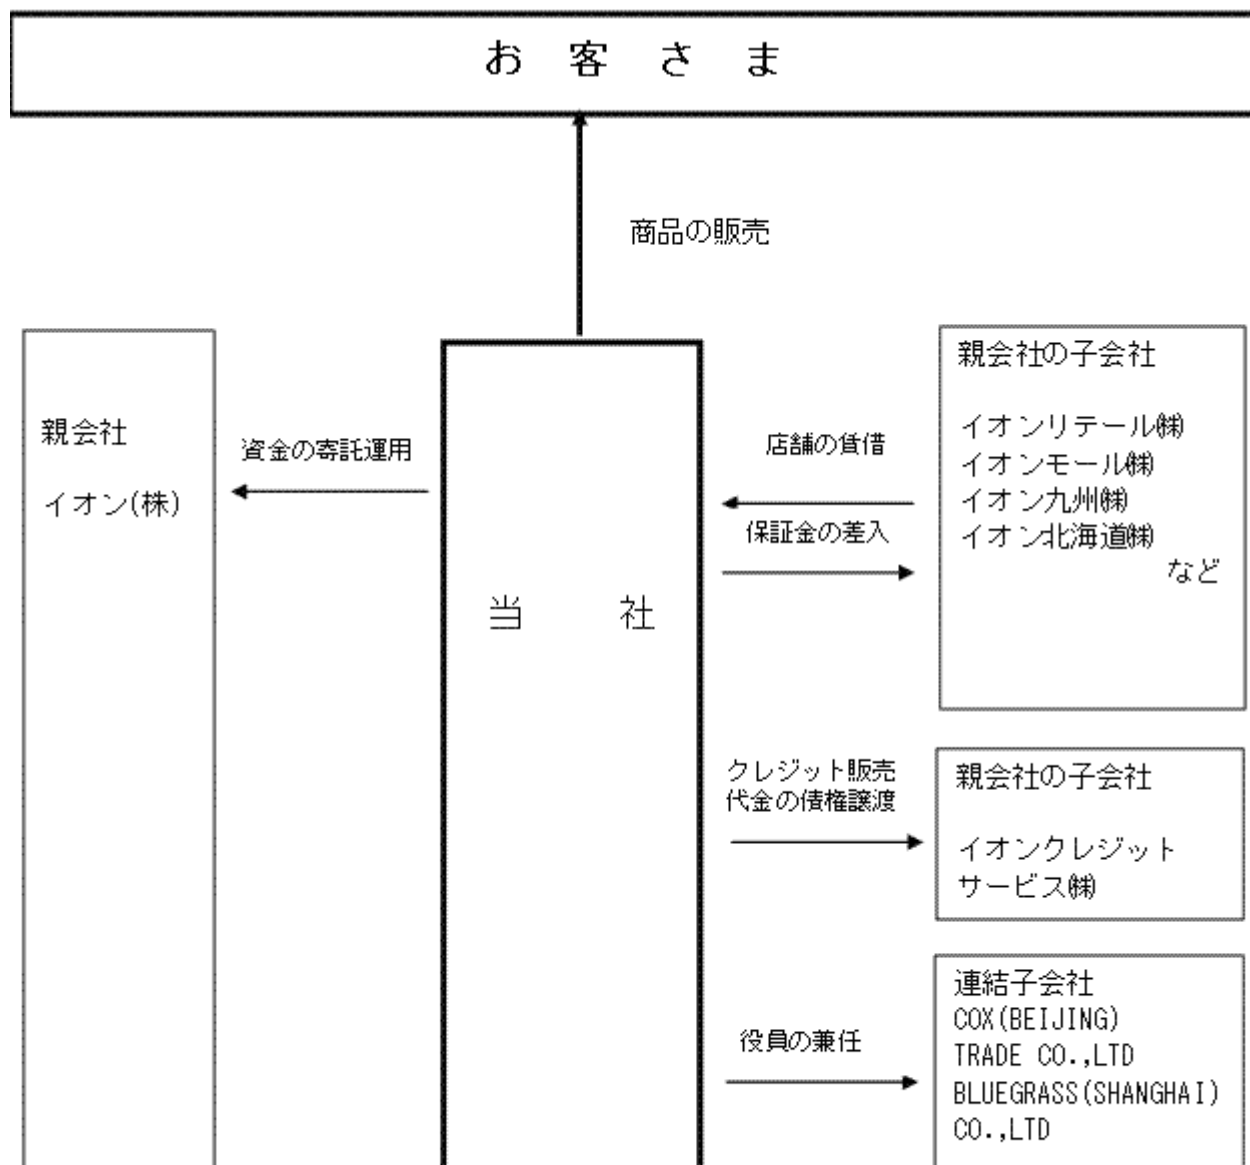 お 客 さ ま
商品の販売
親会社
イオン(株)
資金の寄託運用
当 社
店舗の賃借
保証金の差入
親会社の子会社
イオンリテール㈱
イオンモール㈱
イオン九州㈱
イオン北海道㈱
など
クレジット販売
代金の債権譲渡
親会社の子会社
イオンクレジット
サービス㈱
役員の兼任
連結子会社
COX(BEIJING)
TRADE CO.,LTD
BLUEGRASS(SHANGHAI)
CO.,LTD